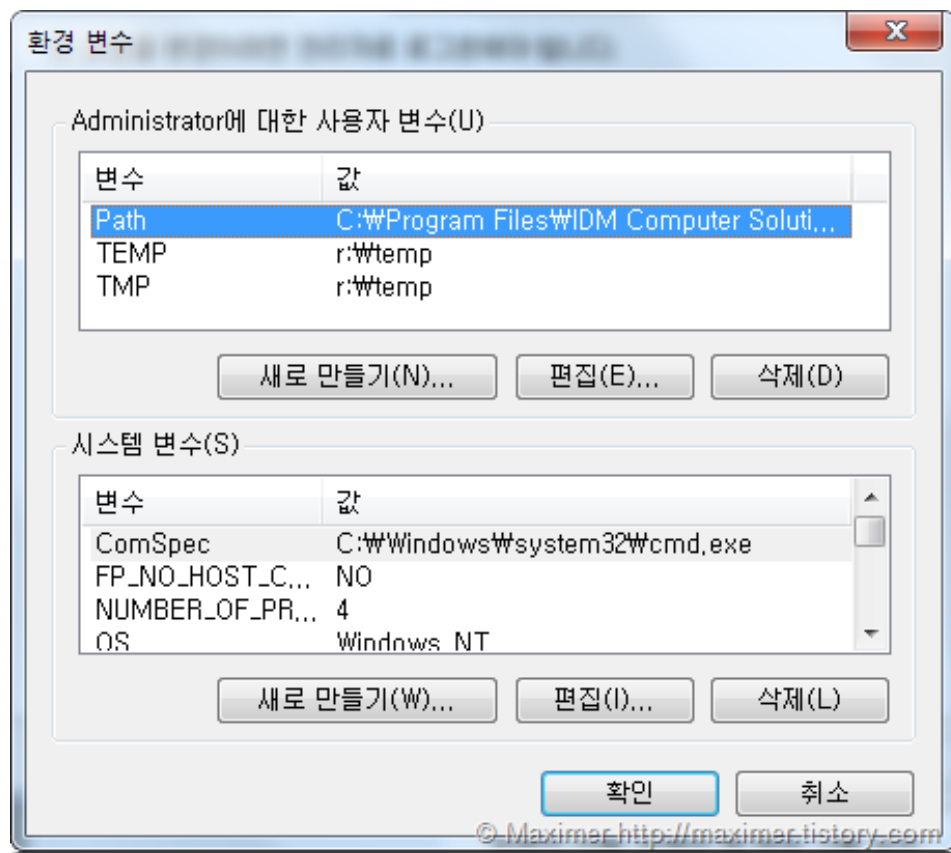 환경 변수
Administrator에 대한 사용자 변수(U)
변수 값
Path C:₩Program Files₩IDM Computer Soluti...
TEMP r:₩temp
TMP r:₩temp
새로 만들기(N)... 편집(E)... 삭제(D)
시스템 변수(S)
변수 값
ComSpec C:₩Windows₩system32₩cmd.exe
FP_NO_HOST_C... NO
NUMBER_OF_PR... 4
OS Windows_NT
새로 만들기(W)... 편집(I)... 삭제(L)
확인 취소
© Maximer http://maximer.tistory.com